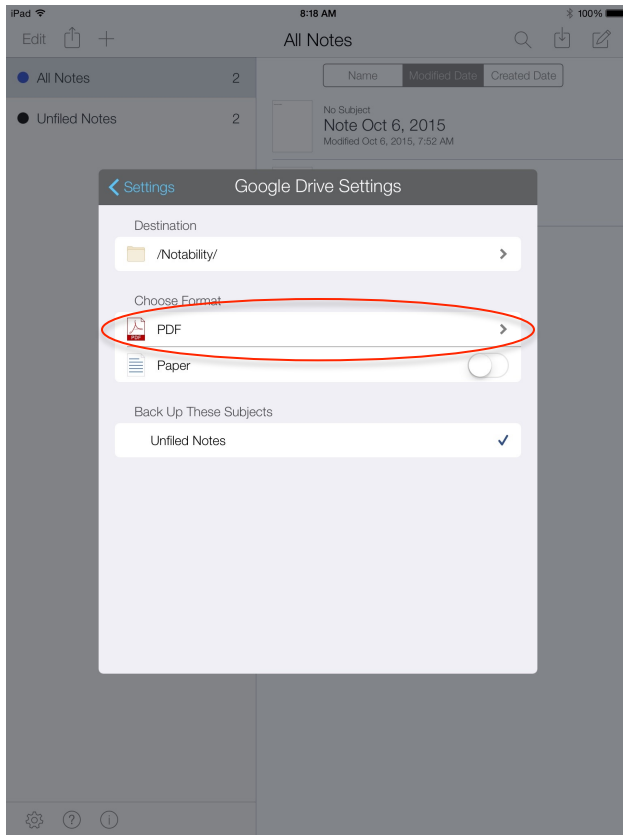 iPad 8:18 AM 100%
Edit All Notes
All Notes 2
Unfiled Notes 2
Name Modified Date Created Date
No Subject
Note Oct 6, 2015
Modified Oct 6, 2015, 7:52 AM
Settings Google Drive Settings
Destination
/Notability/
Choose Format
PDF PDF
Paper
Back Up These Subjects
Unfiled Notes